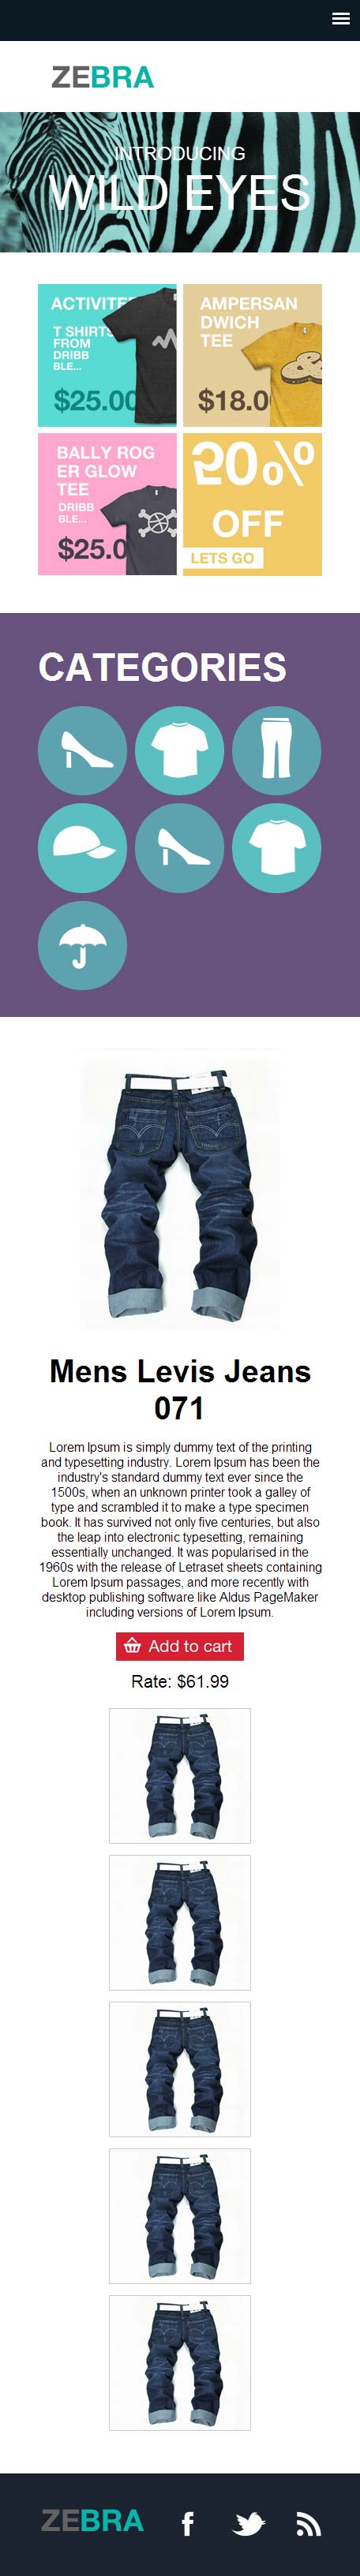 ZEBRA
INTRODUCING
WILD EYES
ACTIVITE
T SHIRTS
FROM
DRIBB
BLE...
$25.00
AMPERSAN
DWICH
TEE
$18.0
BALLY ROG
ER GLOW
TEE
DRIBB
BLE...
$25.0
50%
OFF
LETS GO
CATEGORIES
Mens Levis Jeans
071
Lorem Ipsum is simply dummy text of the printing
and typesetting industry. Lorem Ipsum has been the
industry's standard dummy text ever since the
1500s, when an unknown printer took a galley of
type and scrambled it to make a type specimen
book. It has survived not only five centuries, but also
the leap into electronic typesetting, remaining
essentially unchanged. It was popularised in the
1960s with the release of Letraset sheets containing
Lorem Ipsum passages, and more recently with
desktop publishing software like Aldus PageMaker
including versions of Lorem Ipsum.
Add to cart
Rate: $61.99
ZEBRA